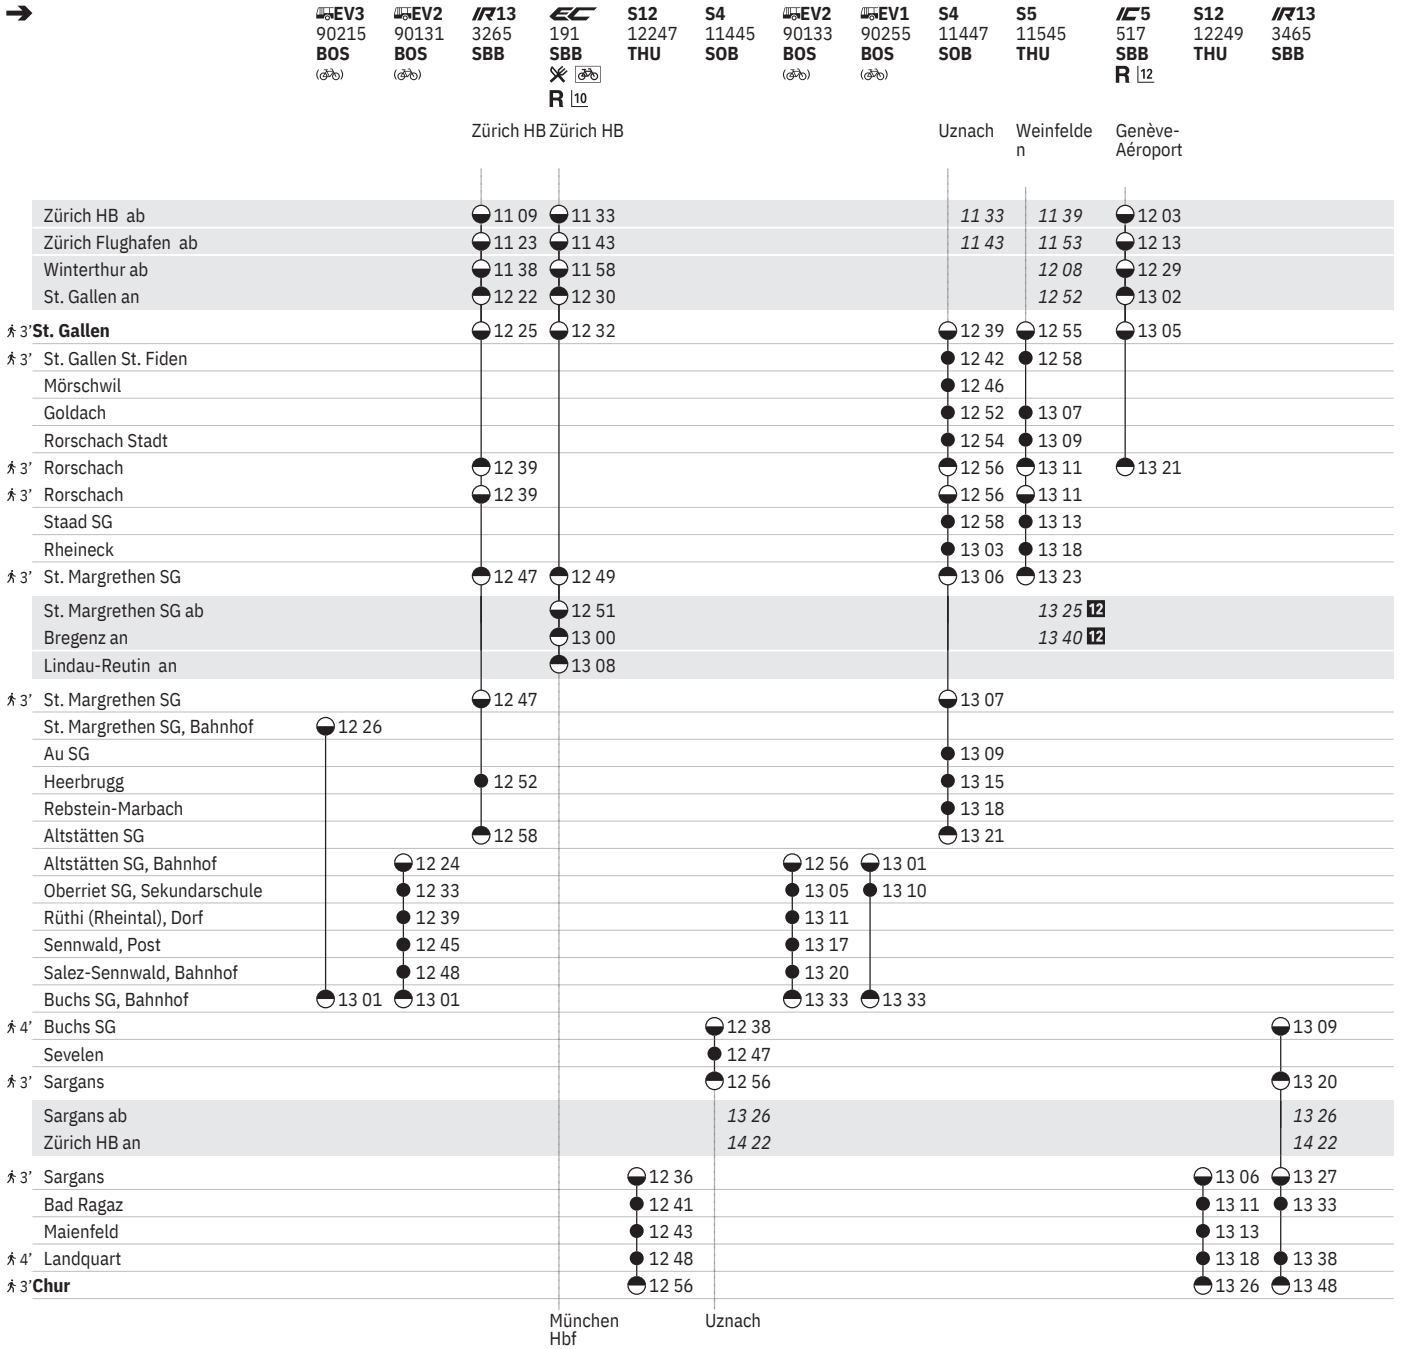 ➔ EV3 EV2 IR13 EC S12 S4 EV2 EV1 S4 S5 IC5 S12 IR13
90215 90131 3265 191 12247 11445 90133 90255 11447 11545 517 12249 3465
BOS BOS SBB SBB THU SOB BOS BOS SOB THU SBB THU SBB
R 12
R 10
Zürich HB Zürich HB Uznach Weinfelde Genève-
n Aéroport
Zürich HB ab 11 09 11 33 11 33 11 39 12 03
Zürich Flughafen ab 11 23 11 43 11 43 11 53 12 13
Winterthur ab 11 38 11 58 12 08 12 29
St. Gallen an 12 22 12 30 12 52 13 02
3' St. Gallen 12 25 12 32 12 39 12 55 13 05
3' St. Gallen St. Fiden 12 42 12 58
Mörschwil 12 46
Goldach 12 52 13 07
Rorschach Stadt 12 54 13 09
3' Rorschach 12 39 12 56 13 11 13 21
3' Rorschach 12 39 12 56 13 11
Staad SG 12 58 13 13
Rheineck 13 03 13 18
3' St. Margrethen SG 12 47 12 49 13 06 13 23
St. Margrethen SG ab 12 51 13 25 12
Bregenz an 13 00 13 40 12
Lindau-Reutin an 13 08
3' St. Margrethen SG 12 47 13 07
St. Margrethen SG, Bahnhof 12 26
Au SG 13 09
Heerbrugg 12 52 13 15
Rebstein-Marbach 13 18
Altstätten SG 12 58 13 21
Altstätten SG, Bahnhof 12 24 12 56 13 01
Oberriet SG, Sekundarschule 12 33 13 05 13 10
Rüthi (Rheintal), Dorf 12 39 13 11
Sennwald, Post 12 45 13 17
Salez-Sennwald, Bahnhof 12 48 13 20
Buchs SG, Bahnhof 13 01 13 01 13 33 13 33
4' Buchs SG 12 38 13 09
Sevelen 12 47
3' Sargans 12 56 13 20
Sargans ab 13 26 13 26
Zürich HB an 14 22 14 22
3' Sargans 12 36 13 06 13 27
Bad Ragaz 12 41 13 11 13 33
Maienfeld 12 43 13 13
4' Landquart 12 48 13 18 13 38
3' Chur 12 56 13 26 13 48
München Uznach
Hbf